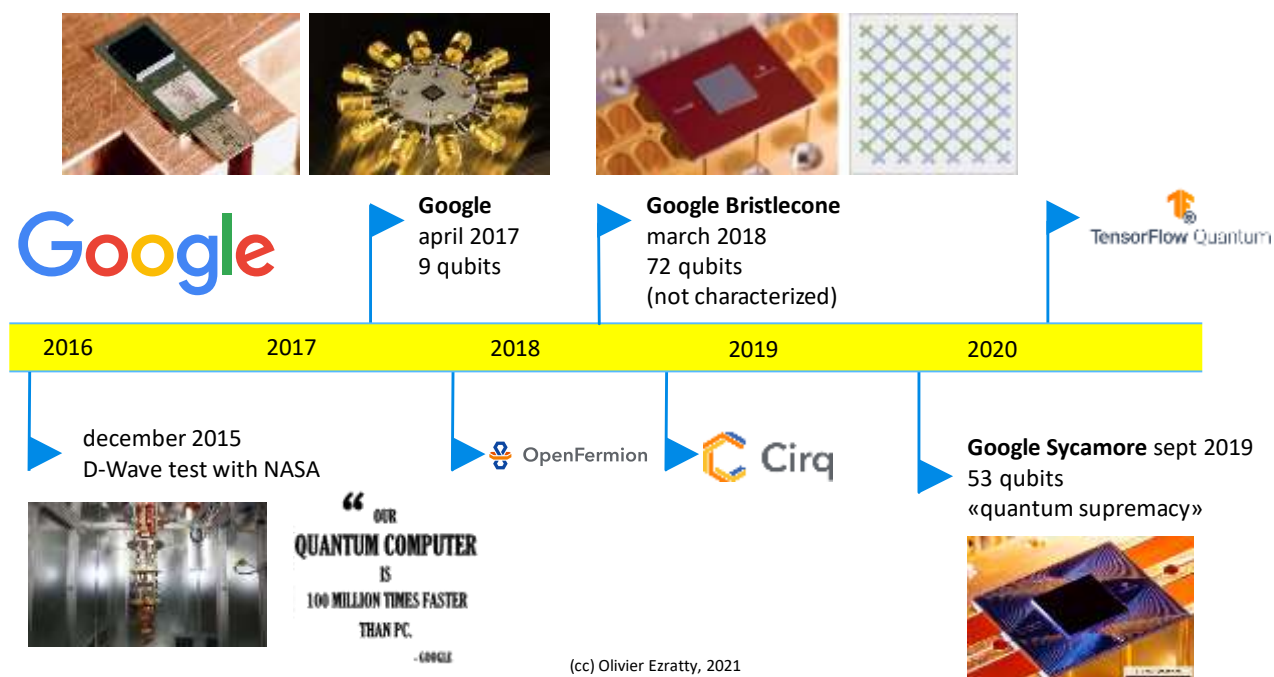 Google
Google
april 2017
9 qubits
Google Bristlecone
march 2018
72 qubits
(not characterized)
TensorFlow Quantum
2016
2017
2018
2019
2020
december 2015
D-Wave test with NASA
OpenFermion
Cirq
Google Sycamore sept 2019
53 qubits
«quantum supremacy»
“ OUR
QUANTUM COMPUTER
IS
100 MILLION TIMES FASTER
THAN PC.
- GOOGLE
(cc) Olivier Ezratty, 2021